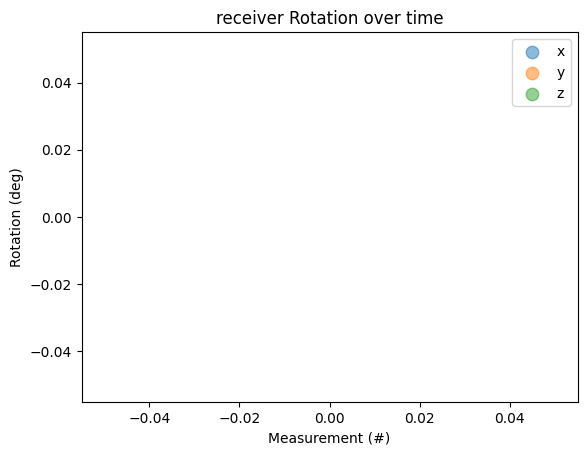 receiver Rotation over time
x
y
z
0.04
0.02
0.00
−0.02
−0.04
Rotation (deg)
−0.04 −0.02 0.00 0.02 0.04
Measurement (#)